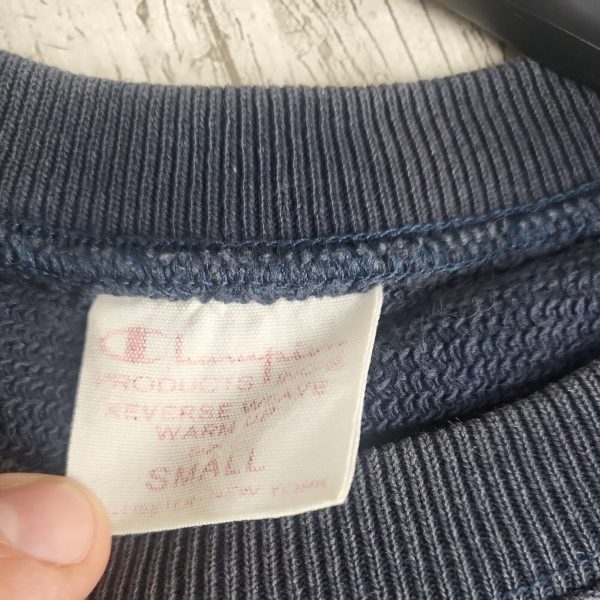 Champion
PRODUCTS INC.
REVERSE WEAVE
WARM UP
SMALL
NEW YORK